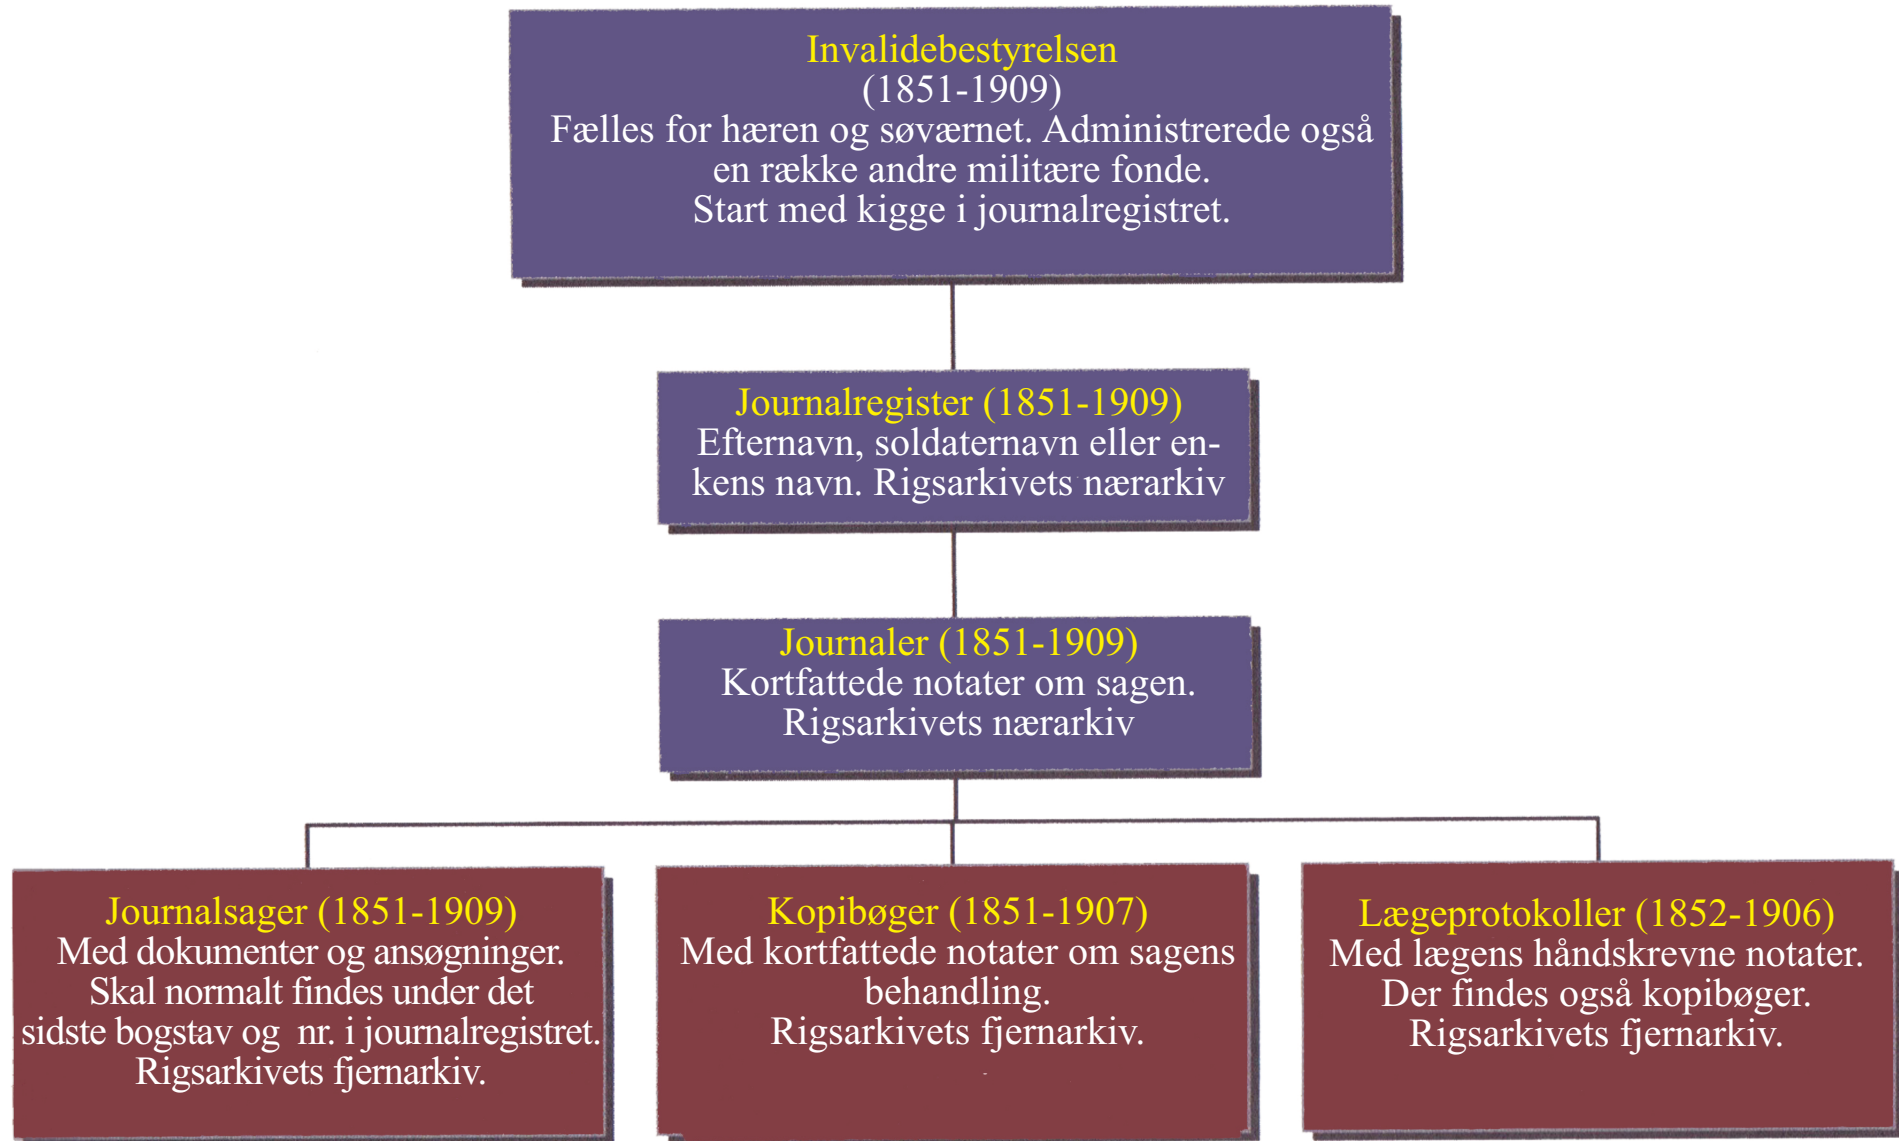 Invalidebestyrelsen
(1851-1909)
Fælles for hæren og søværnet. Administrerede også
en række andre militære fonde.
Start med kigge i journalregistret.
Journalregister (1851-1909)
Efternavn, soldaternavn eller en-
kens navn. Rigsarkivets nærarkiv
Journaler (1851-1909)
Kortfattede notater om sagen.
Rigsarkivets nærarkiv
Journalsager (1851-1909)
Med dokumenter og ansøgninger.
Skal normalt findes under det
sidste bogstav og nr. i journalregistret.
Rigsarkivets fjernarkiv.
Kopibøger (1851-1907)
Med kortfattede notater om sagens
behandling.
Rigsarkivets fjernarkiv.
Lægeprotokoller (1852-1906)
Med lægens håndskrevne notater.
Der findes også kopibøger.
Rigsarkivets fjernarkiv.